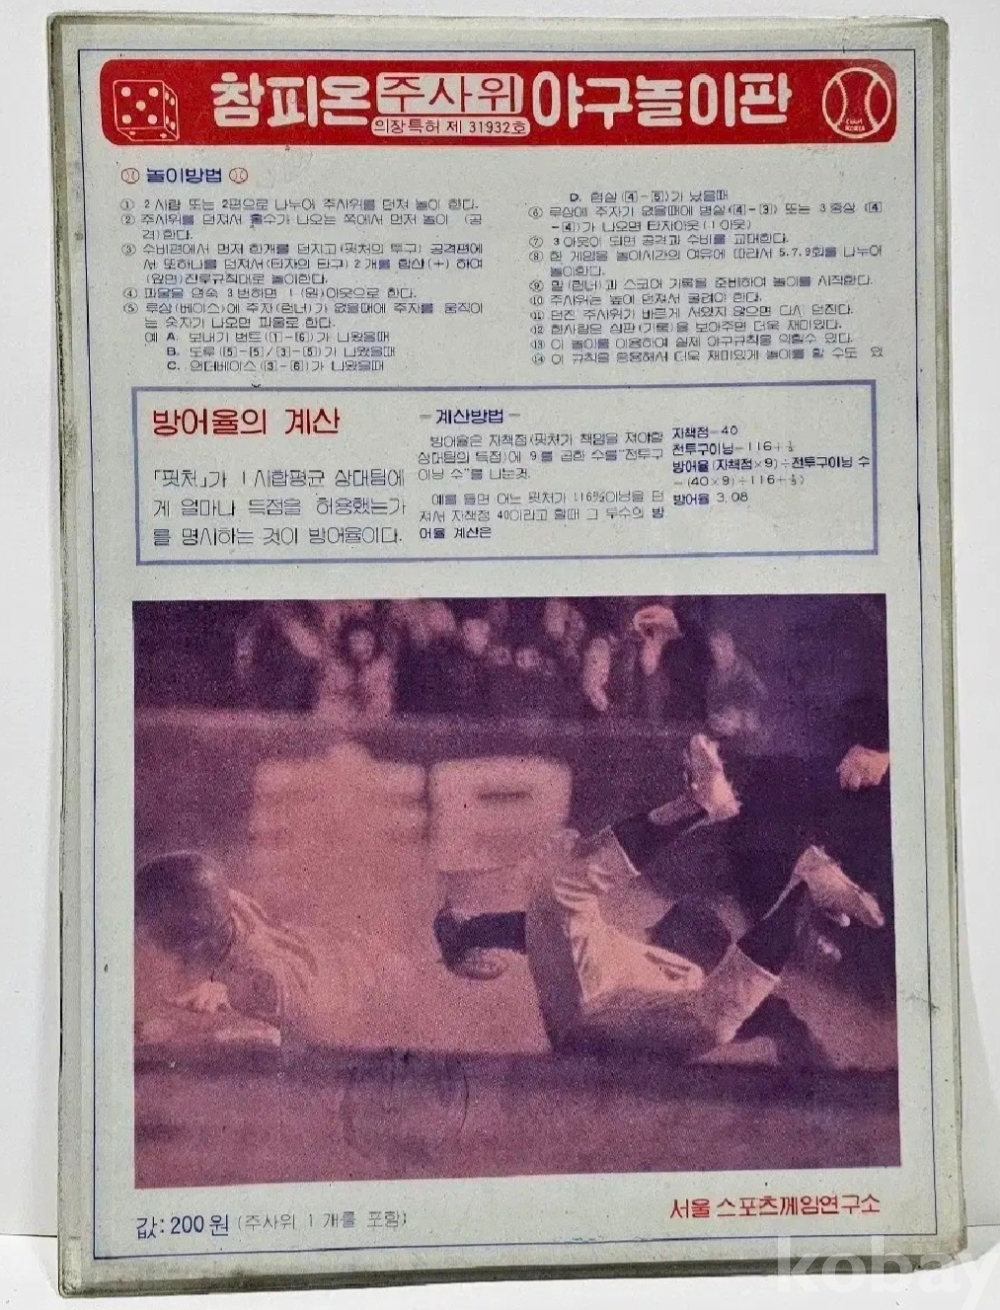 참피온 주사위 야구놀이판
의장특허 제 31932호
놀이방법
① 2사람 또는 2편으로 나누어 주사위를 던져 놀이 한다.
② 주사위를 던져서 홀수가 나오는 쪽에서 먼저 놀이 (공
격)한다.
③ 수비편에서 먼저 한개를 던지고(핏처의 투구) 공격편에
서 또하나를 던져서(타자의 타구) 2개를 합산(+)하여
(왼면)진루규칙대로 놀이한다.
④ 파울을 연속 3번하면 1(원)아웃으로 한다.
⑤ 루상(베이스)에 주자(런너)가 없을때에 주자를 움직이
는 숫자가 나오면 파울로 한다.
예 A. 보내기 번트(1-6)가 나왔을때
B. 도루(5-5)/(3-5)가 나왔을때
C. 언더베이스(3-6)가 나왔을때
D. 현살(4-5)가 났을때
⑥ 루상에 주자가 없을때에 병살(4-3) 또는 3중살(4
-4)가 나오면 타자아웃(1아웃)
⑦ 3아웃이 되면 공격과 수비를 교대한다.
⑧ 한 게임을 놀이시간의 여유에 따라서 5.7.9회를 나누어
놀이한다.
⑨ 말(런너)과 스코어 기록을 준비하여 놀이를 시작한다.
⑩ 주사위는 높이 던져서 굴려야 한다.
⑪ 던진 주사위가 바르게 서있지 않으면 다시 던진다.
⑫ 한사람은 심판(기록)을 보아주면 더욱 재미있다.
⑬ 이 놀이를 이용하여 실제 야구규칙을 익힐수 있다.
⑭ 이 규칙을 응용해서 더욱 재미있게 놀이를 할 수도 있
방어율의 계산
「핏처」가 1시합평균 상대팀에
게 얼마나 득점을 허용했는가
를 명시하는 것이 방어율이다.
-계산방법-
방어율은 자책점(핏처가 책임을 져야할
상대팀의 득점)에 9를 곱한 수를"전투구
이닝 수"를 나눈것.
예를 들면 어느 핏처가 116⅔이닝을 던
져서 자책점 40이라고 할때 그 투수의 방
어율 계산은
자책점-40
전투구이닝-116+
방어율(자책점×9)÷전투구이닝 수
-(40×9)÷116+
방어율 3.08
값:200원 (주사위 1개를 포함)
서울 스포츠께임연구소
kobay